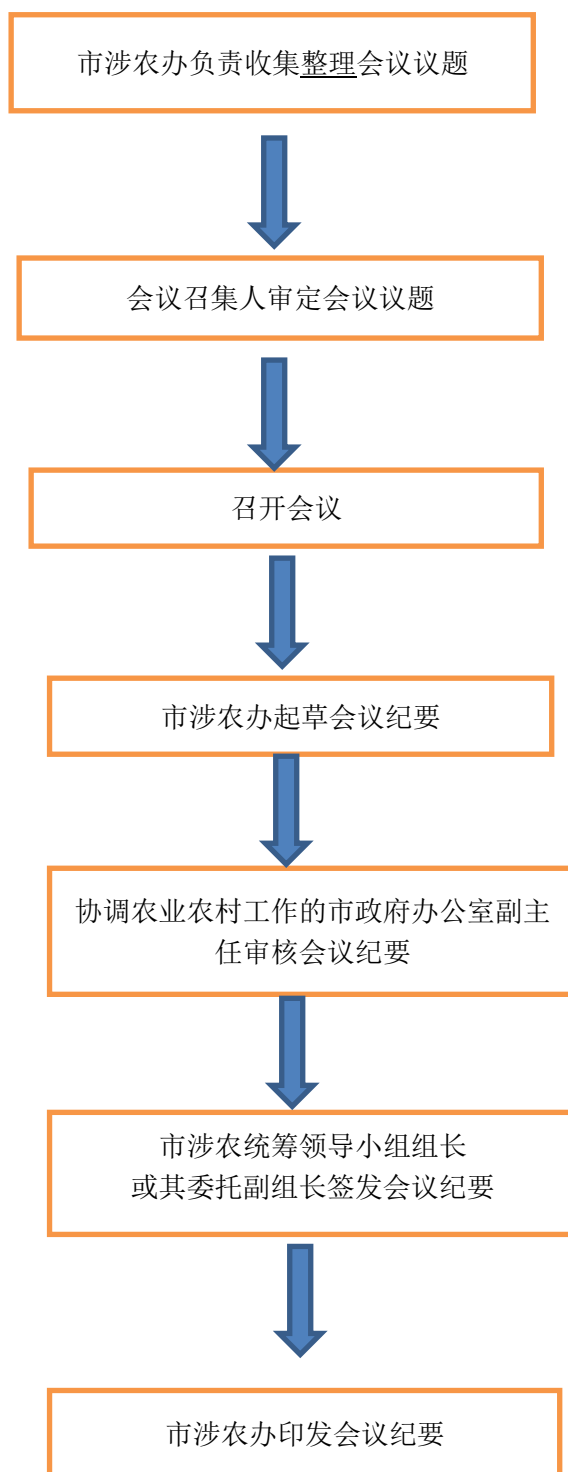 市涉农办负责收集整理会议议题
会议召集人审定会议议题
召开会议
市涉农办起草会议纪要
协调农业农村工作的市政府办公室副主
任审核会议纪要
市涉农统筹领导小组组长
或其委托副组长签发会议纪要
市涉农办印发会议纪要